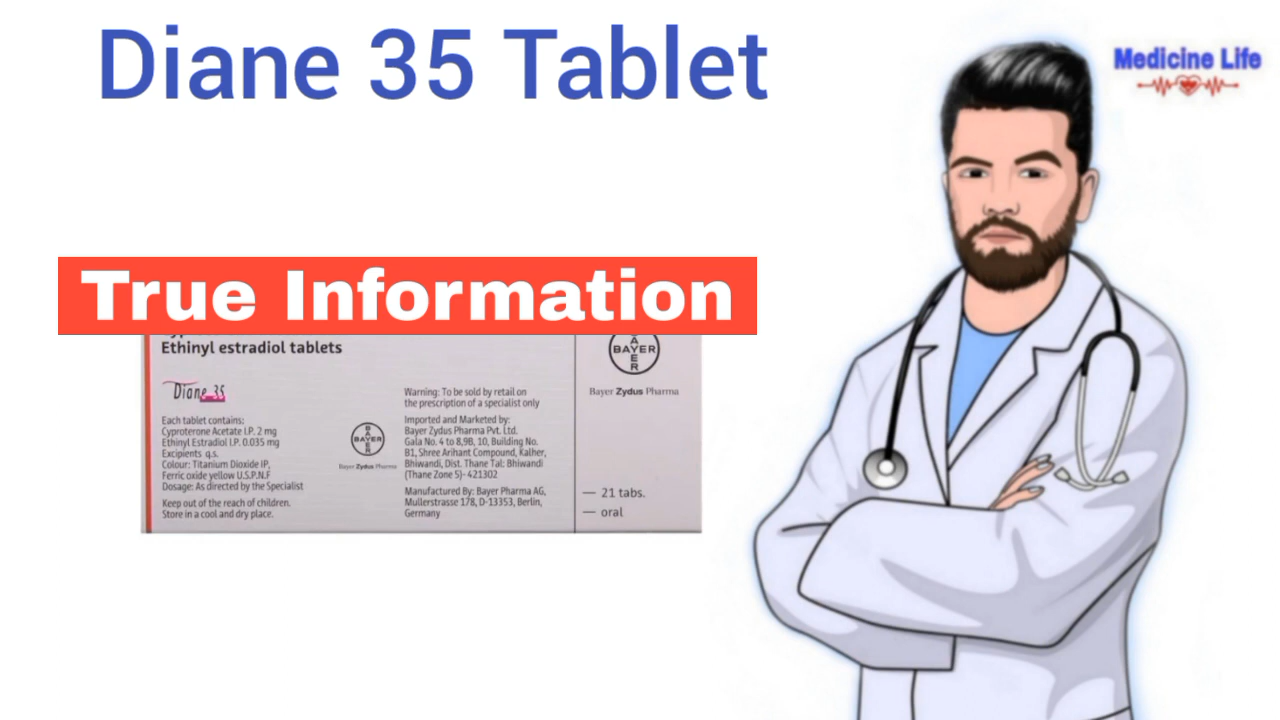 Diane 35 Tablet
Medicine Life
True Information
Ethinyl estradiol tablets
Diane 35
Each tablet contains:
Cyproterone Acetate I.P. 2 mg
Ethinyl Estradiol I.P. 0.035 mg
Excipients q.s.
Colour: Titanium Dioxide IP,
Ferric oxide yellow U.S.P.N.F
Dosage: As directed by the Specialist
Keep out of the reach of children.
Store in a cool and dry place.
BAYER
BAYER
Bayer Zydus Pharma
Warning: To be sold by retail on
the prescription of a specialist only
Imported and Marketed by:
Bayer Zydus Pharma Pvt. Ltd.
Gala No. 4 to 8,9B, 10, Building No.
B1, Shree Arihant Compound, Kalher,
Bhiwandi, Dist. Thane Tal: Bhiwandi
(Thane Zone 5)- 421302
Manufactured By: Bayer Pharma AG,
Mullerstrasse 178, D-13353, Berlin,
Germany
BAYER
Bayer Zydus Pharma
— 21 tabs.
— oral